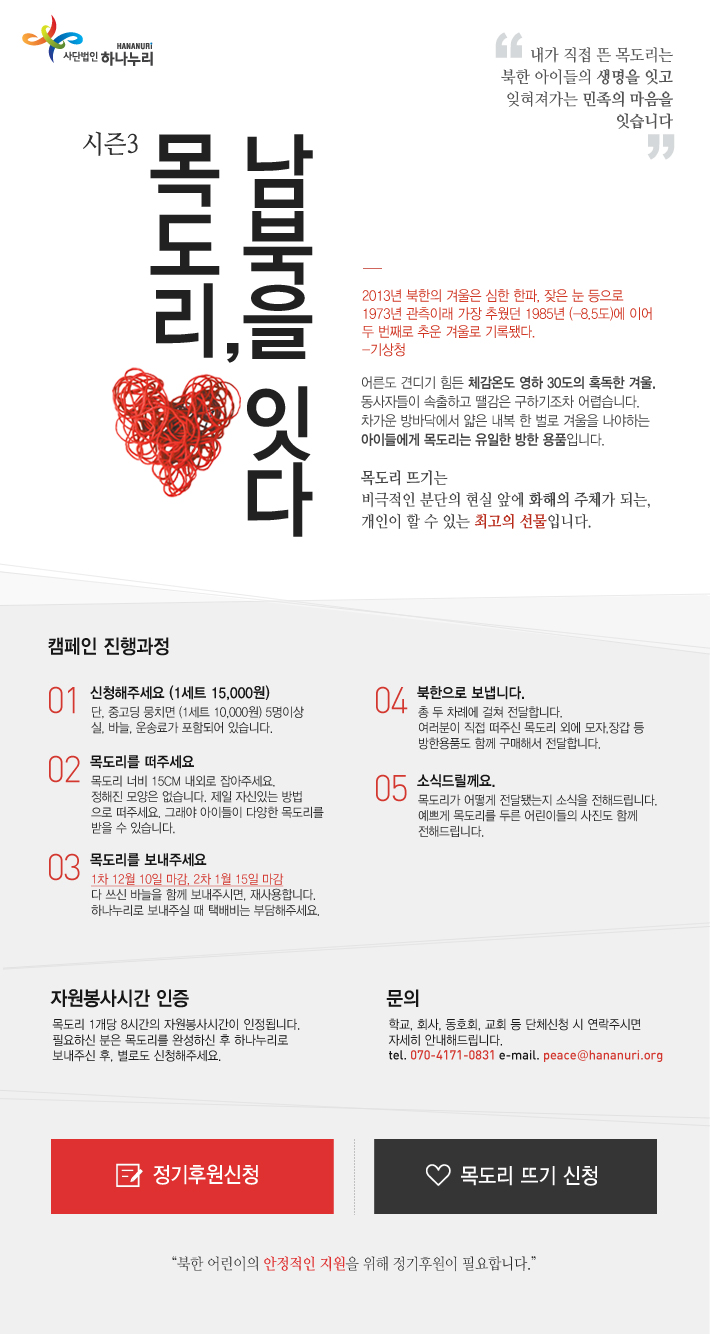 HANANURI
사단법인 하나누리
“ 내가 직접 뜬 목도리는
북한 아이들의 생명을 잇고
잊혀져가는 민족의 마음을
잇습니다 ”
시즌3
목도리,
남북을 잇다
2013년 북한의 겨울은 심한 한파, 잦은 눈 등으로
1973년 관측이래 가장 추웠던 1985년 (-8.5도)에 이어
두 번째로 추운 겨울로 기록됐다.
-기상청
어른도 견디기 힘든 체감온도 영하 30도의 혹독한 겨울.
동사자들이 속출하고 땔감은 구하기조차 어렵습니다.
차가운 방바닥에서 얇은 내복 한 벌로 겨울을 나야하는
아이들에게 목도리는 유일한 방한 용품입니다.
목도리 뜨기는
비극적인 분단의 현실 앞에 화해의 주체가 되는,
개인이 할 수 있는 최고의 선물입니다.
캠페인 진행과정
01 신청해주세요 (1세트 15,000원)
단, 중고딩 뭉치면 (1세트 10,000원) 5명이상
실, 바늘, 운송료가 포함되어 있습니다.
02 목도리를 떠주세요
목도리 너비 15CM 내외로 잡아주세요.
정해진 모양은 없습니다. 제일 자신있는 방법
으로 떠주세요. 그래야 아이들이 다양한 목도리를
받을 수 있습니다.
03 목도리를 보내주세요
1차 12월 10일 마감, 2차 1월 15일 마감
다 쓰신 바늘을 함께 보내주시면, 재사용합니다.
하나누리로 보내주실 때 택배비는 부담해주세요.
04 북한으로 보냅니다.
총 두 차례에 걸쳐 전달합니다.
여러분이 직접 떠주신 목도리 외에 모자,장갑 등
방한용품도 함께 구매해서 전달합니다.
05 소식드릴께요.
목도리가 어떻게 전달됐는지 소식을 전해드립니다.
예쁘게 목도리를 두른 어린이들의 사진도 함께
전해드립니다.
자원봉사시간 인증
목도리 1개당 8시간의 자원봉사시간이 인정됩니다.
필요하신 분은 목도리를 완성하신 후 하나누리로
보내주신 후, 별로도 신청해주세요.
문의
학교, 회사, 동호회, 교회 등 단체신청 시 연락주시면
자세히 안내해드립니다.
tel. 070-4171-0831 e-mail. peace@hananuri.org
정기후원신청
목도리 뜨기 신청
“북한 어린이의 안정적인 지원을 위해 정기후원이 필요합니다.”